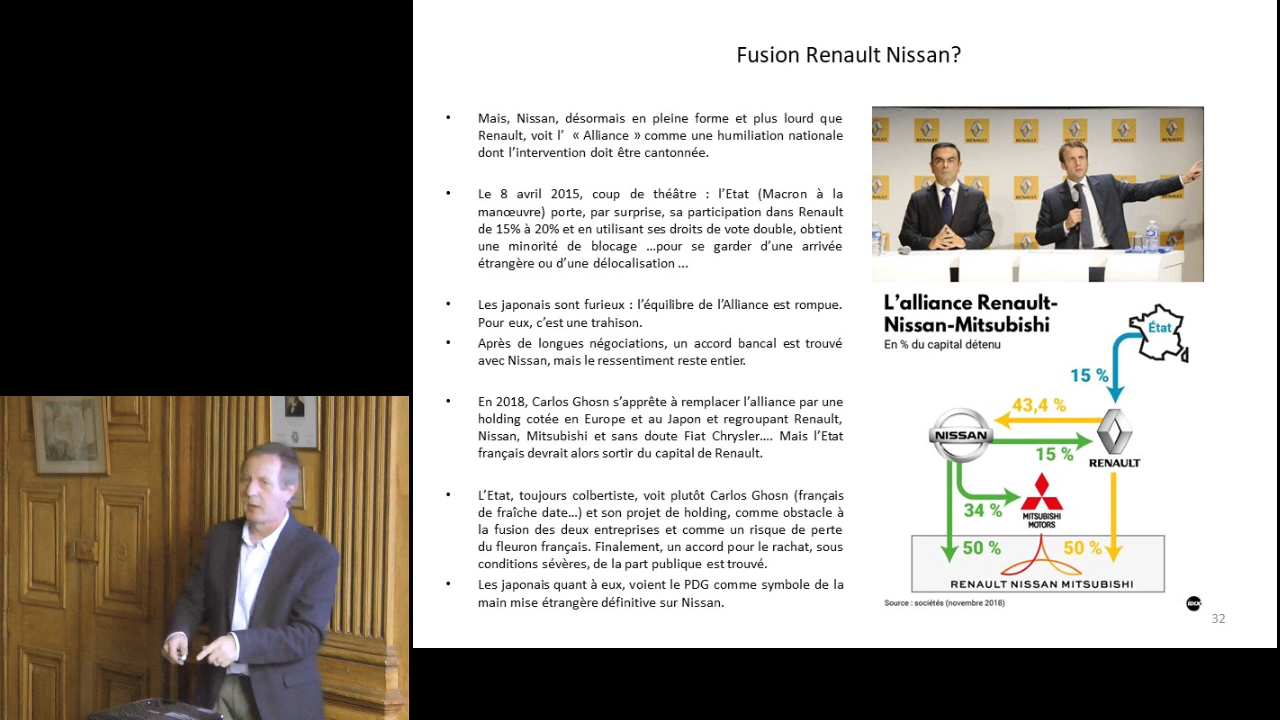 Fusion Renault Nissan?
• Mais, Nissan, désormais en pleine forme et plus lourd que
Renault, voit l’ « Alliance » comme une humiliation nationale
dont l’intervention doit être cantonnée.
• Le 8 avril 2015, coup de théâtre : l’Etat (Macron à la
manœuvre) porte, par surprise, sa participation dans Renault
de 15% à 20% et en utilisant ses droits de vote double, obtient
une minorité de blocage …pour se garder d’une arrivée
étrangère ou d’une délocalisation ...
• Les japonais sont furieux : l’équilibre de l’Alliance est rompue.
Pour eux, c’est une trahison.
• Après de longues négociations, un accord bancal est trouvé
avec Nissan, mais le ressentiment reste entier.
• En 2018, Carlos Ghosn s’apprête à remplacer l’alliance par une
holding cotée en Europe et au Japon et regroupant Renault,
Nissan, Mitsubishi et sans doute Fiat Chrysler…. Mais l’Etat
français devrait alors sortir du capital de Renault.
• L’Etat, toujours colbertiste, voit plutôt Carlos Ghosn (français
de fraîche date…) et son projet de holding, comme obstacle à
la fusion des deux entreprises et comme un risque de perte
du fleuron français. Finalement, un accord pour le rachat, sous
conditions sévères, de la part publique est trouvé.
• Les japonais quant à eux, voient le PDG comme symbole de la
main mise étrangère définitive sur Nissan.
L’alliance Renault-
Nissan-Mitsubishi
En % du capital détenu
État
15 %
43,4 %
NISSAN
15 %
RENAULT
34 %
MITSUBISHI
MOTORS
50 %
50 %
RENAULT NISSAN MITSUBISHI
Source : sociétés (novembre 2018)
32